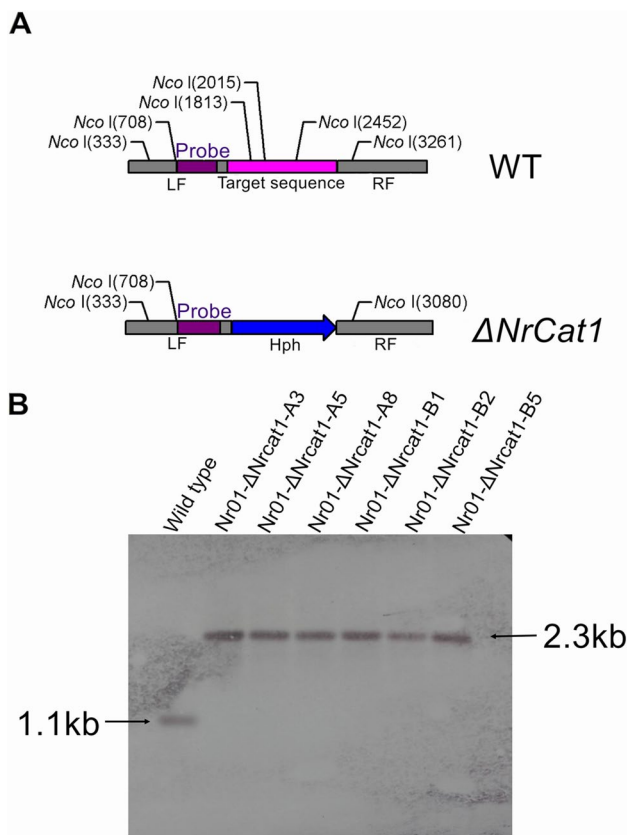 A
Nco I(2015)
Nco I(1813)
Nco I(708)
Nco I(2452)
Nco I(333)
Probe
Nco I(3261)
WT
LF
Target sequence
RF
Nco I(708)
Nco I(333)
Probe
Nco I(3080)
ΔNrCat1
LF
Hph
RF
B
Wild type
Nr01-ΔNrcat1-A3
Nr01-ΔNrcat1-A5
Nr01-ΔNrcat1-A8
Nr01-ΔNrcat1-B1
Nr01-ΔNrcat1-B2
Nr01-ΔNrcat1-B5
2.3kb
1.1kb